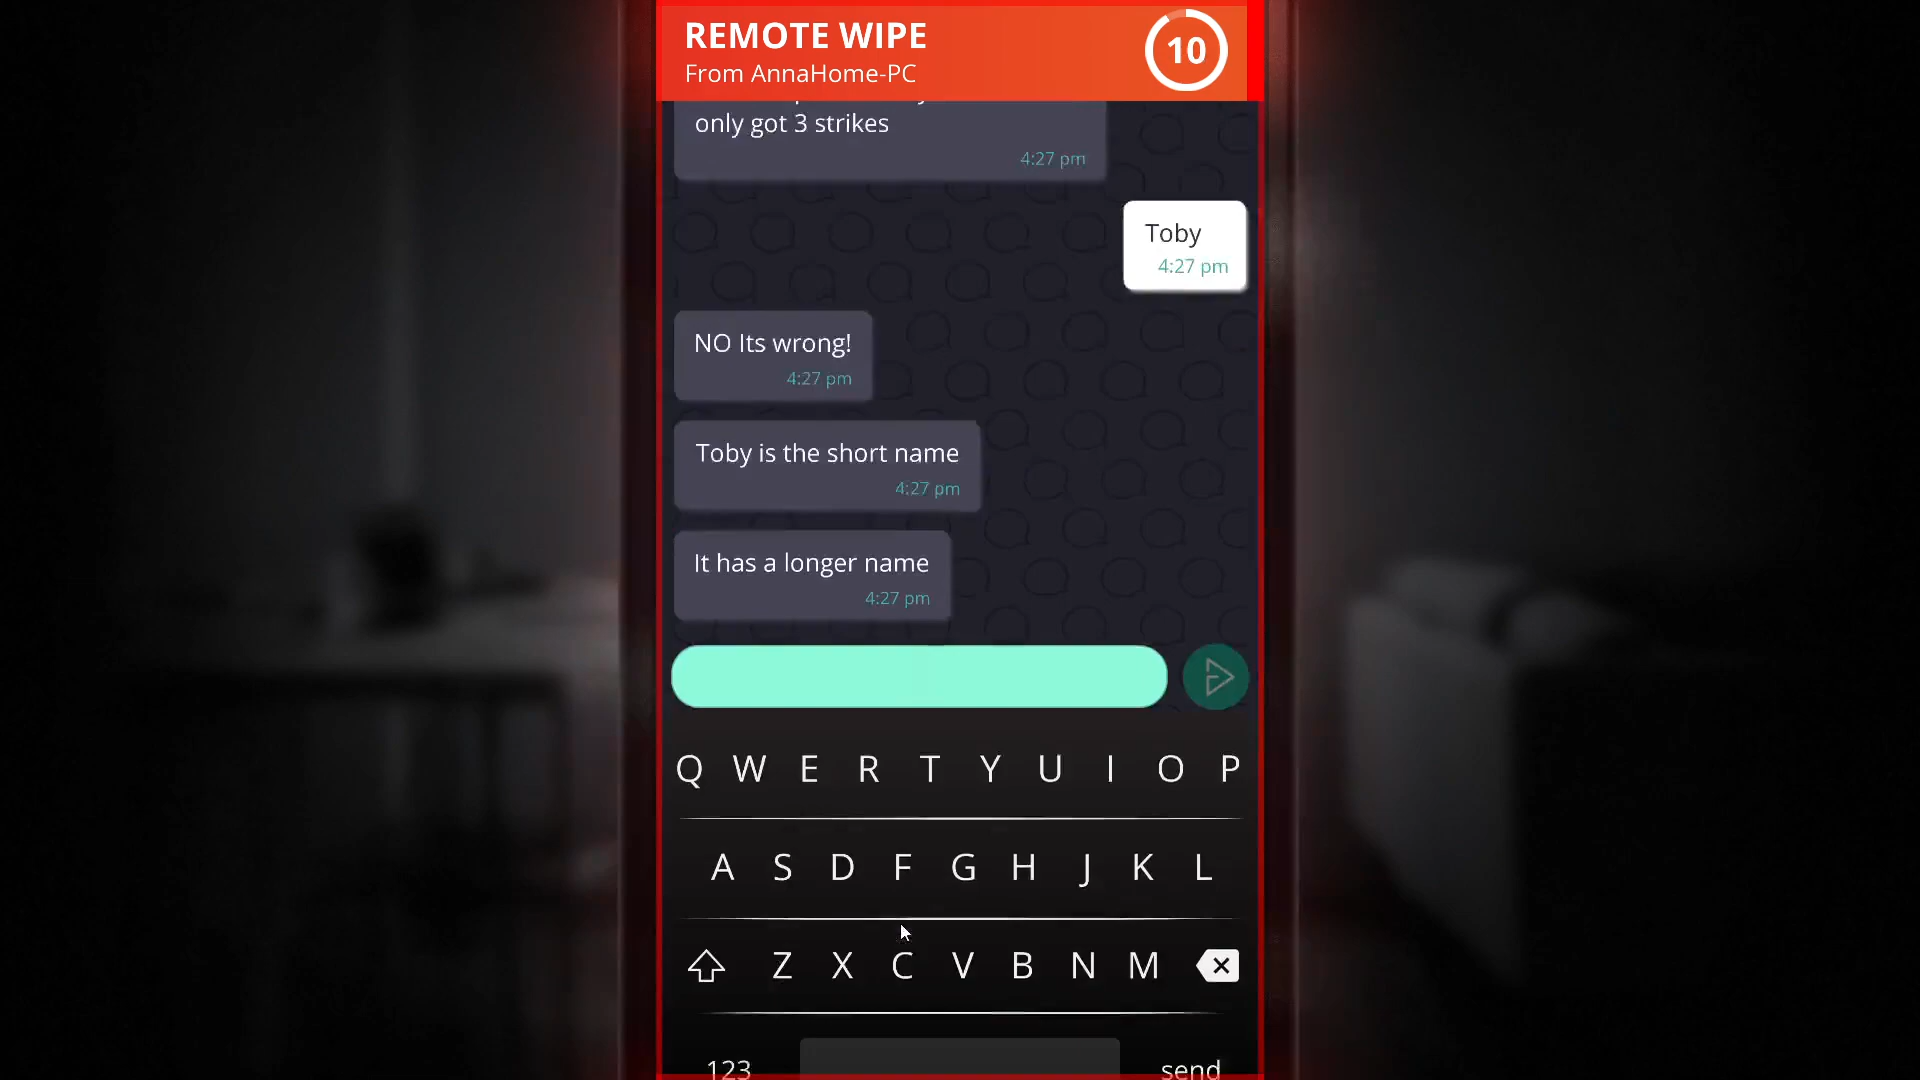 REMOTE WIPE
From AnnaHome-PC
10
only got 3 strikes
4:27 pm
Toby
4:27 pm
NO Its wrong!
4:27 pm
Toby is the short name
4:27 pm
It has a longer name
4:27 pm
Q W E R T Y U I O P
A S D F G H J K L
Z X C V B N M
123 send